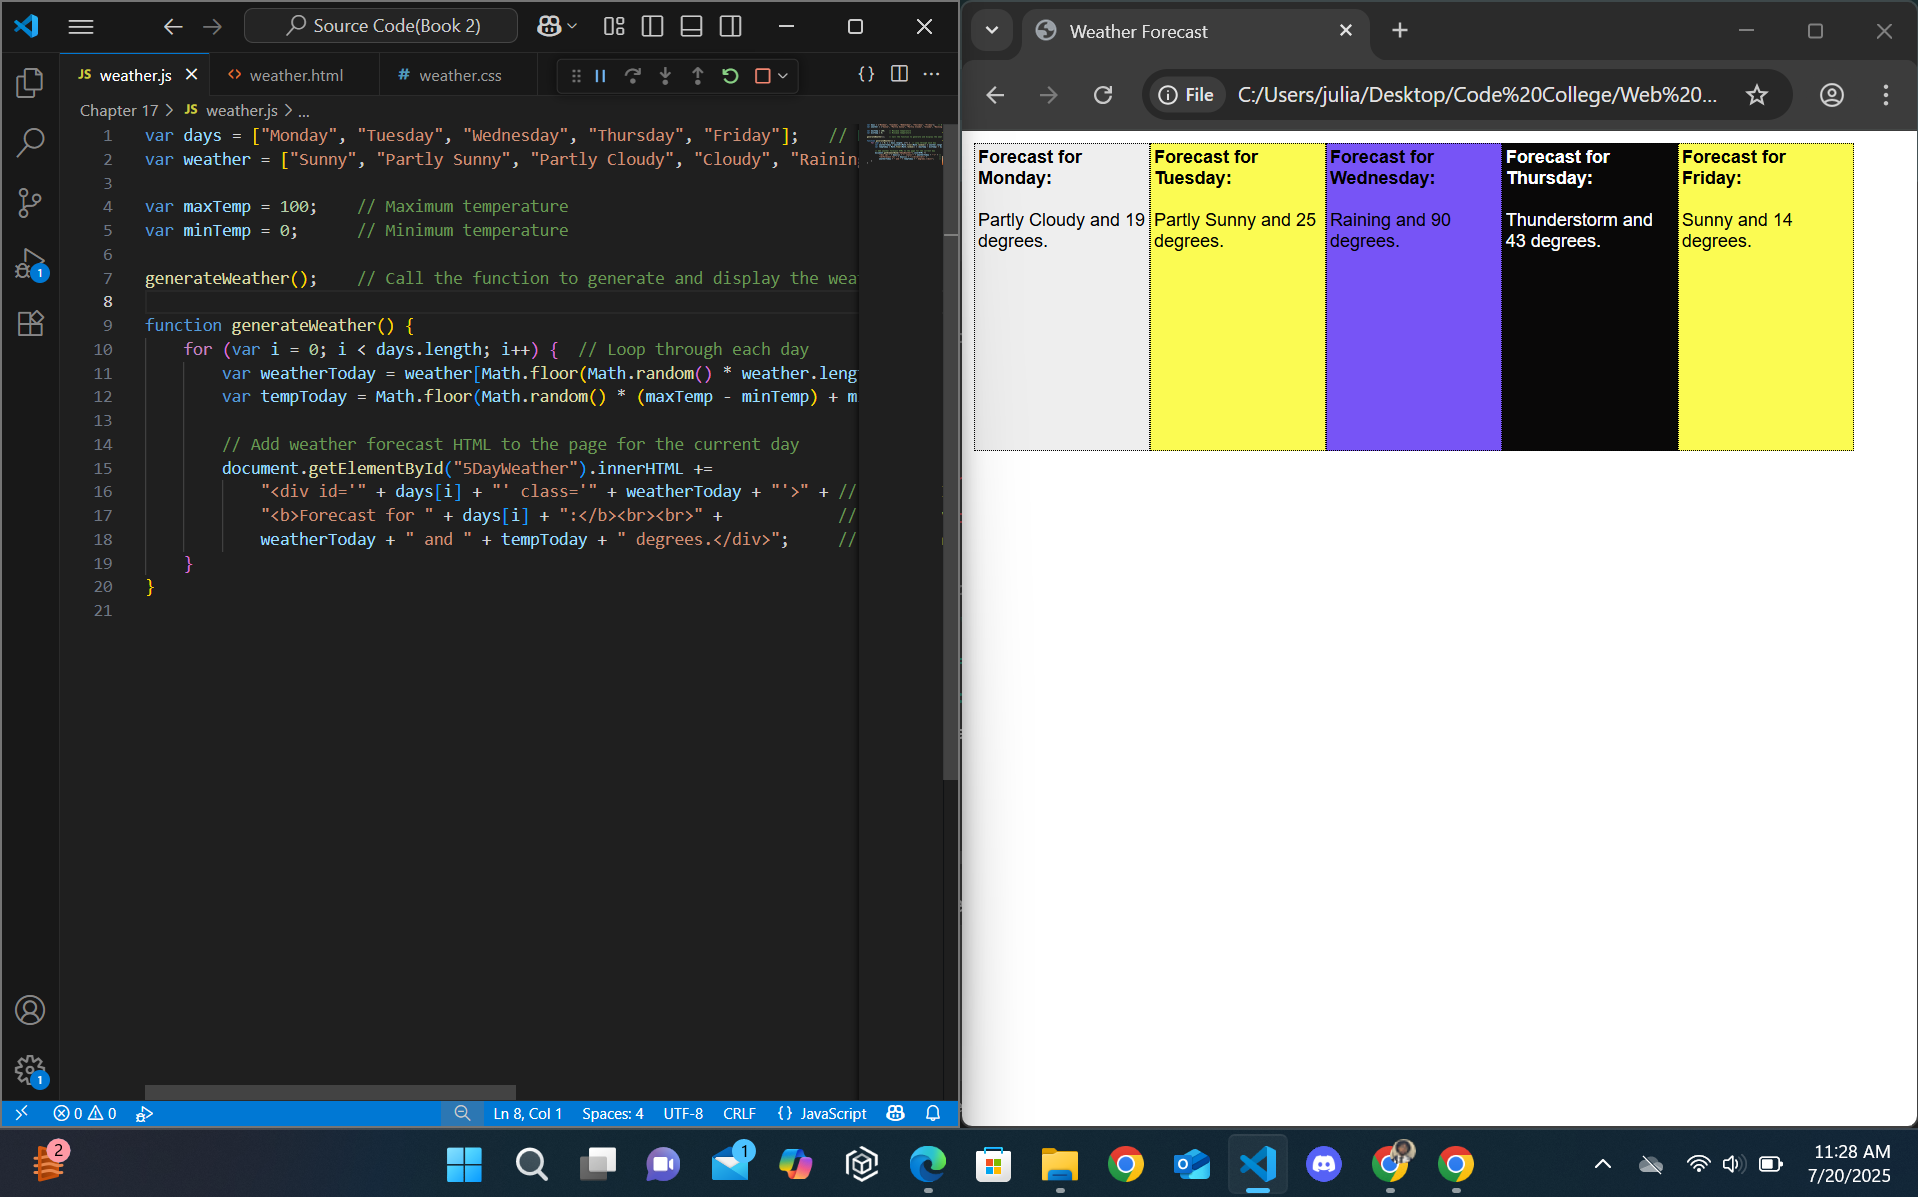 Source Code(Book 2)
JS weather.js
<> weather.html
# weather.css
{} ...
Chapter 17 > JS weather.js > ...
1 var days = ["Monday", "Tuesday", "Wednesday", "Thursday", "Friday"]; //
2 var weather = ["Sunny", "Partly Sunny", "Partly Cloudy", "Cloudy", "Raining
3
4 var maxTemp = 100; // Maximum temperature
5 var minTemp = 0; // Minimum temperature
6
7 generateWeather(); // Call the function to generate and display the wea
8
9 function generateWeather() {
10 for (var i = 0; i < days.length; i++) { // Loop through each day
11 var weatherToday = weather[Math.floor(Math.random() * weather.leng
12 var tempToday = Math.floor(Math.random() * (maxTemp - minTemp) + m
13
14 // Add weather forecast HTML to the page for the current day
15 document.getElementById("5DayWeather").innerHTML +=
16 "<div id='" + days[i] + "' class='" + weatherToday + "'>" + //
17 "<b>Forecast for " + days[i] + ":</b><br><br>" + //
18 weatherToday + " and " + tempToday + " degrees.</div>"; //
19 }
20 }
21
1
1
0 0
Ln 8, Col 1
Spaces: 4
UTF-8
CRLF
{} JavaScript
Weather Forecast
File
C:/Users/julia/Desktop/Code%20College/Web%20...
Forecast for
Monday:
Partly Cloudy and 19
degrees.
Forecast for
Tuesday:
Partly Sunny and 25
degrees.
Forecast for
Wednesday:
Raining and 90
degrees.
Forecast for
Thursday:
Thunderstorm and
43 degrees.
Forecast for
Friday:
Sunny and 14
degrees.
2
1
11:28 AM
7/20/2025